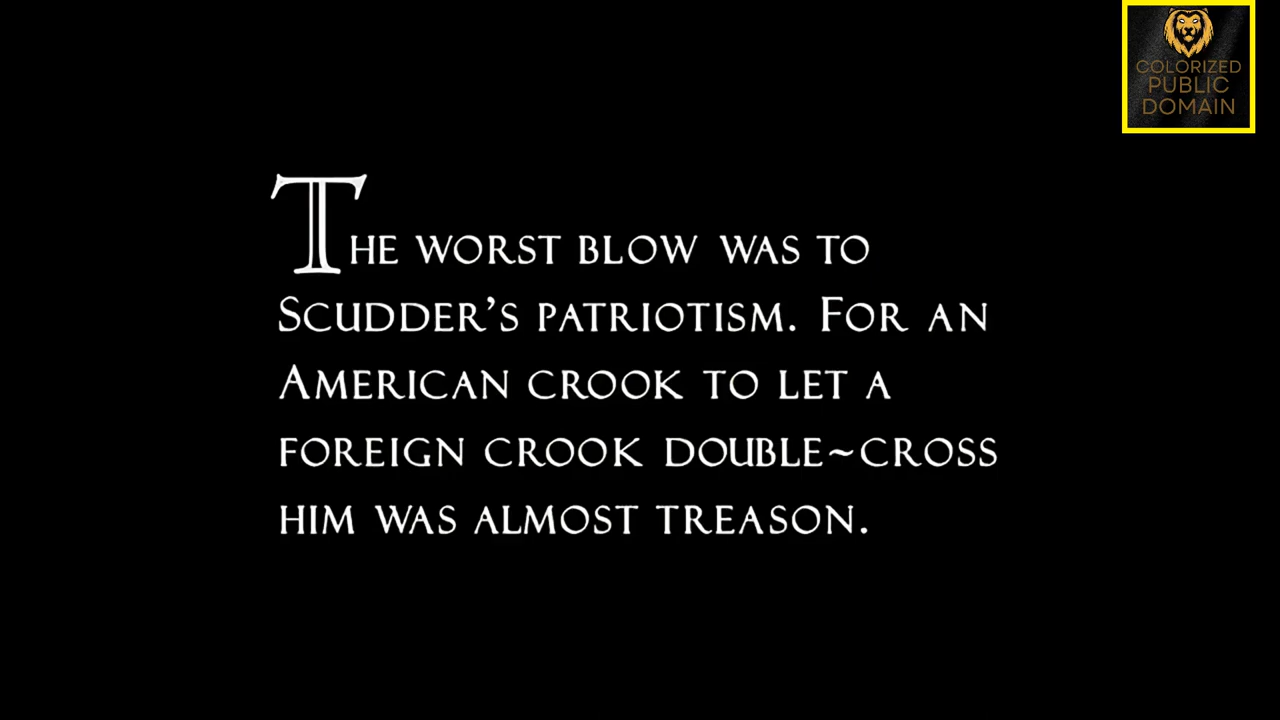 COLORIZED
PUBLIC
DOMAIN
The worst blow was to
Scudder's patriotism. For an
American crook to let a
foreign crook double~cross
him was almost treason.